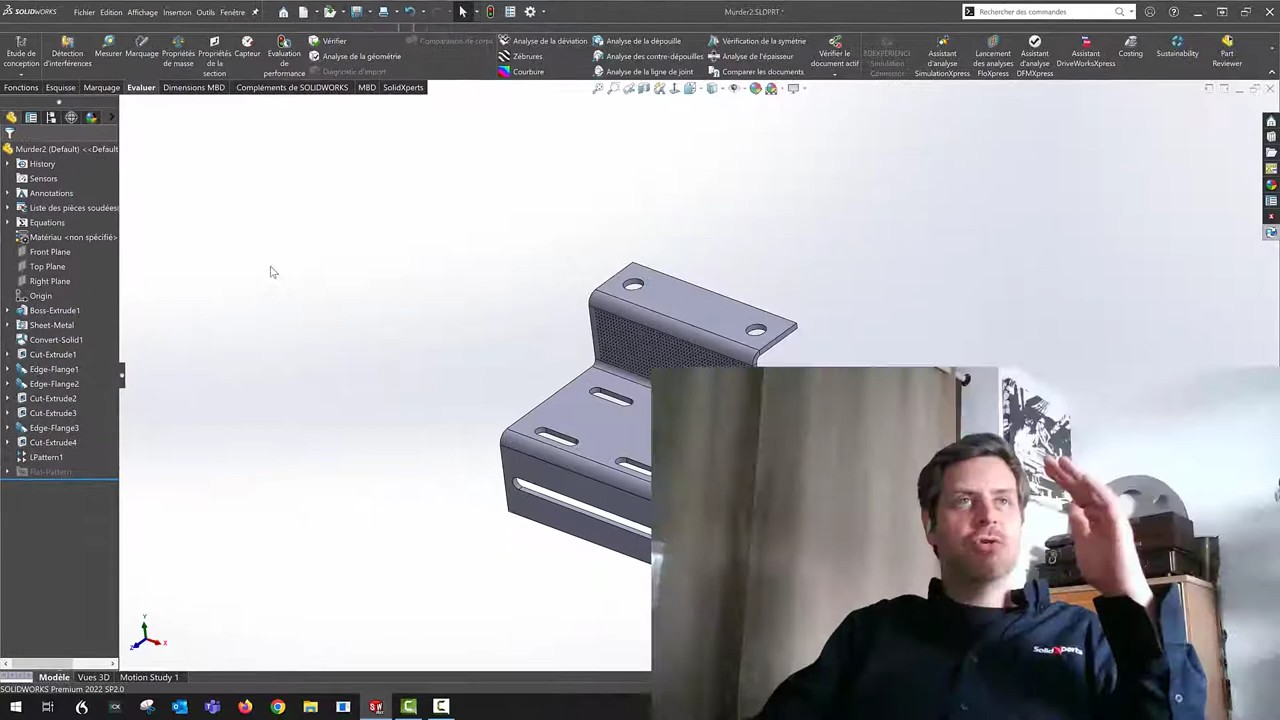 SOLIDWORKS
Fichier Edition Affichage Insertion Outils Fenêtre
Murder2.SLDPRT *
Rechercher des commandes
Etude de conception
Détection d'interférences
Mesurer
Marquage
Propriétés de masse
Propriétés de la section
Capteur
Evaluation de performance
Vérifier
Analyse de la géométrie
Diagnostic d'import
Analyse de la déviation
Zébrures
Courbure
Analyse de la dépouille
Analyse des contre-dépouilles
Analyse de la ligne de joint
Vérification de la symétrie
Analyse de l'épaisseur
Comparer les documents
Vérifier le document actif
3DEXPERIENCE Simulation Connector
Assistant d'analyse SimulationXpress
Lancement analyses FloXpress
Assistant d'analyse DFMXpress
Assistant DriveWorksXpress
Costing
Sustainability
Part Reviewer
Fonctions Esquisse Marquage Evaluer Dimensions MBD Compléments de SOLIDWORKS MBD SolidXperts
Murder2 (Default) <<Default
History
Sensors
Annotations
Liste des pièces soudées
Equations
Matériau <non spécifié>
Front Plane
Top Plane
Right Plane
Origin
Boss-Extrude1
Sheet-Metal
Convert-Solid1
Cut-Extrude1
Edge-Flange1
Edge-Flange2
Cut-Extrude2
Cut-Extrude3
Edge-Flange3
Cut-Extrude4
LPattern1
Flat-Pattern
Y
X
Z
SolidXperts
Modèle Vues 3D Motion Study 1
SOLIDWORKS Premium 2022 SP2.0